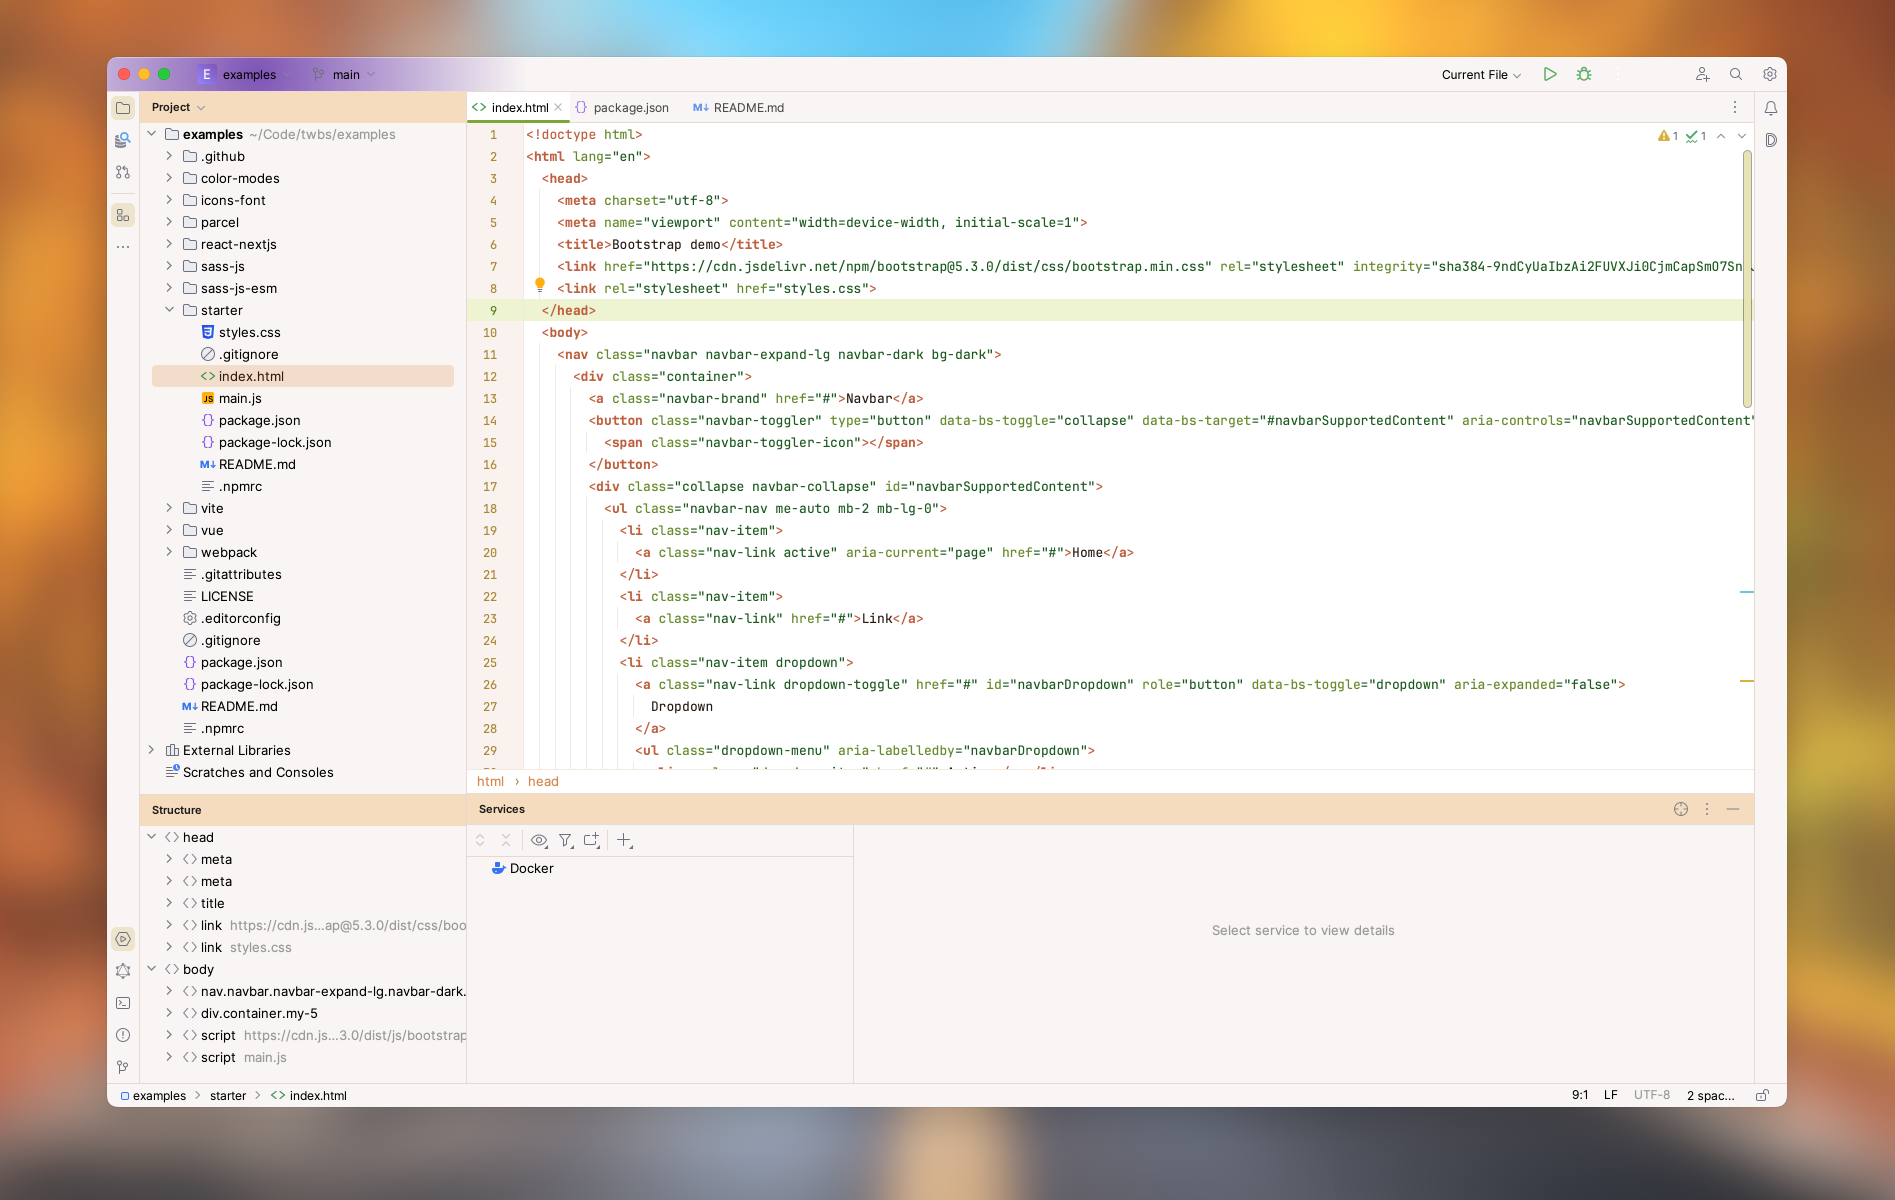 E examples main Current File
Project
index.html package.json README.md
examples ~/Code/twbs/examples
.github
color-modes
icons-font
parcel
react-nextjs
sass-js
sass-js-esm
starter
styles.css
.gitignore
index.html
JS main.js
package.json
package-lock.json
README.md
.npmrc
vite
vue
webpack
.gitattributes
LICENSE
.editorconfig
.gitignore
package.json
package-lock.json
README.md
.npmrc
External Libraries
Scratches and Consoles
1 <!doctype html>
1 1
2 <html lang="en">
3 <head>
4 <meta charset="utf-8">
5 <meta name="viewport" content="width=device-width, initial-scale=1">
6 <title>Bootstrap demo</title>
7 <link href="https://cdn.jsdelivr.net/npm/bootstrap@5.3.0/dist/css/bootstrap.min.css" rel="stylesheet" integrity="sha384-9ndCyUaIbzAi2FUVXJi0CjmCapSmO7Sn
8 <link rel="stylesheet" href="styles.css">
9 </head>
10 <body>
11 <nav class="navbar navbar-expand-lg navbar-dark bg-dark">
12 <div class="container">
13 <a class="navbar-brand" href="#">Navbar</a>
14 <button class="navbar-toggler" type="button" data-bs-toggle="collapse" data-bs-target="#navbarSupportedContent" aria-controls="navbarSupportedContent"
15 <span class="navbar-toggler-icon"></span>
16 </button>
17 <div class="collapse navbar-collapse" id="navbarSupportedContent">
18 <ul class="navbar-nav me-auto mb-2 mb-lg-0">
19 <li class="nav-item">
20 <a class="nav-link active" aria-current="page" href="#">Home</a>
21 </li>
22 <li class="nav-item">
23 <a class="nav-link" href="#">Link</a>
24 </li>
25 <li class="nav-item dropdown">
26 <a class="nav-link dropdown-toggle" href="#" id="navbarDropdown" role="button" data-bs-toggle="dropdown" aria-expanded="false">
27 Dropdown
28 </a>
29 <ul class="dropdown-menu" aria-labelledby="navbarDropdown">
html › head
Structure
head
meta
meta
title
link https://cdn.js...ap@5.3.0/dist/css/boo
link styles.css
body
nav.navbar.navbar-expand-lg.navbar-dark.
div.container.my-5
script https://cdn.js...3.0/dist/js/bootstrap
script main.js
Services
Docker
Select service to view details
examples > starter > index.html
9:1 LF UTF-8 2 spac...